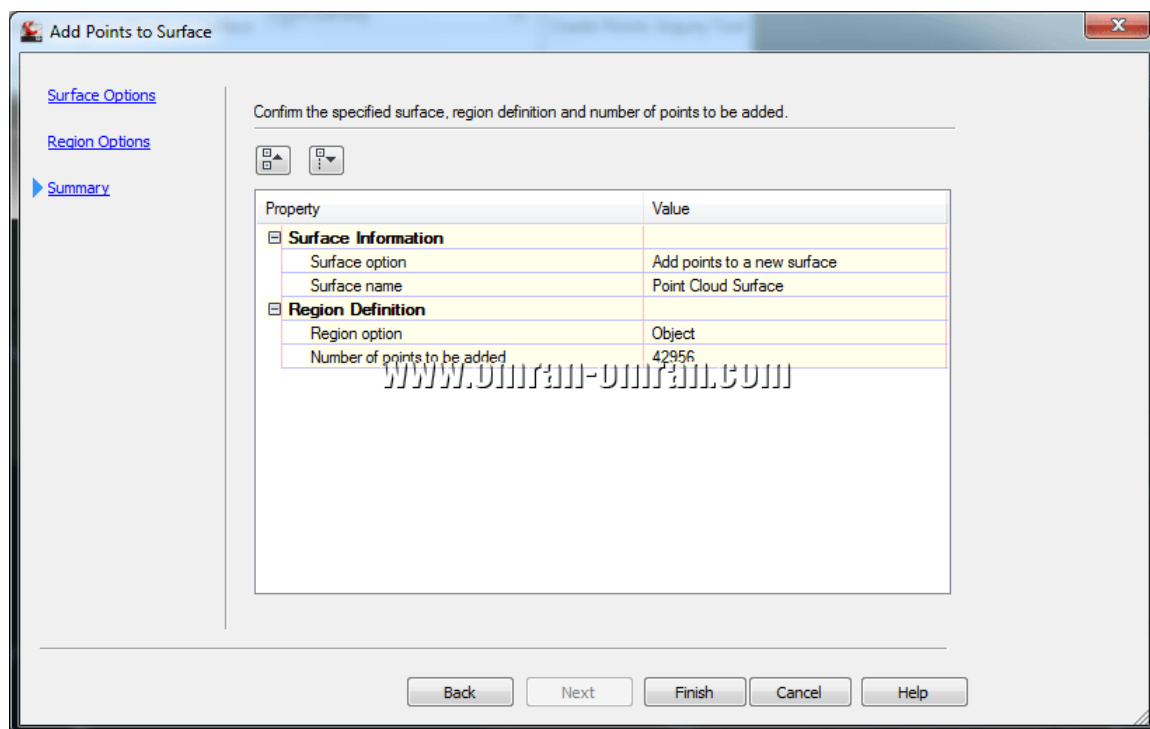 Add Points to Surface
Surface Options
Region Options
Summary
Confirm the specified surface, region definition and number of points to be added.
Property Value
Surface Information
Surface option Add points to a new surface
Surface name Point Cloud Surface
Region Definition
Region option Object
Number of points to be added 42956
www.omran-omran.com
Back Next Finish Cancel Help